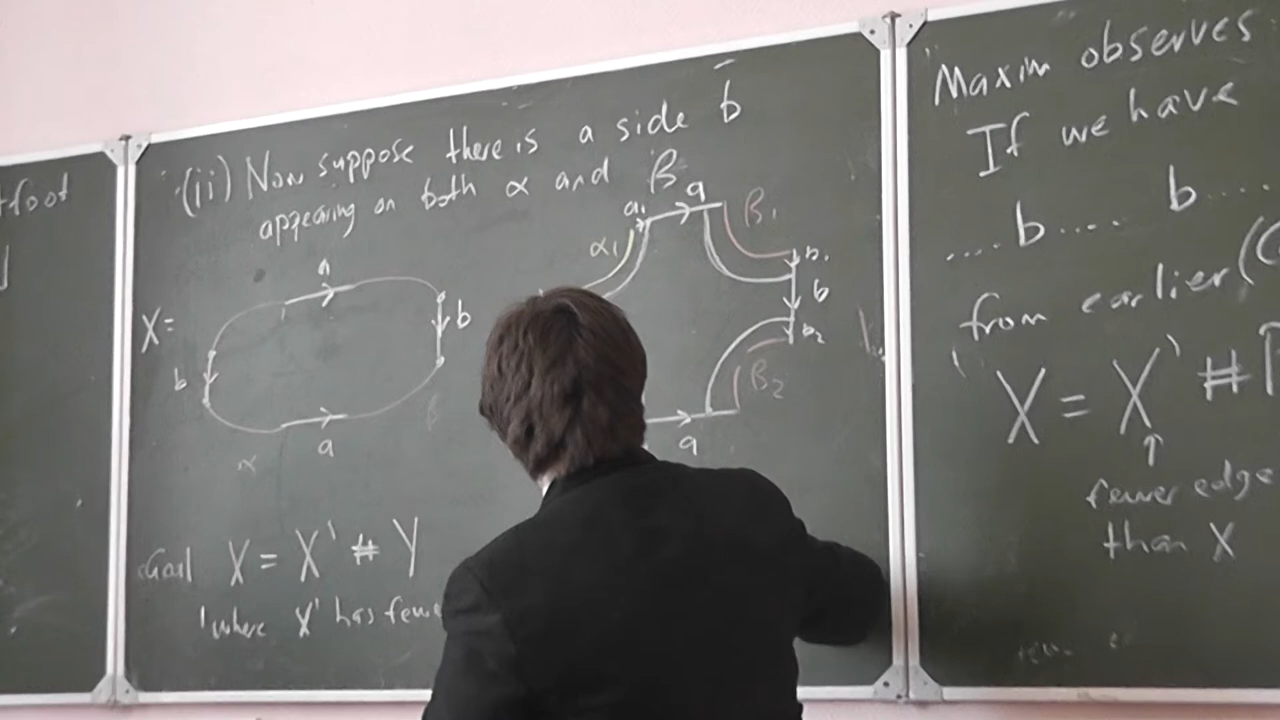 tfoot
]
(ii) Now suppose there is a side b
appearing on both α and β
a
X=
b
b
a
α
β
a₁
a
α₁
β₁
b₁
b
b₂
β₂
a
Goal X = X' # Y
where X' has fewe
Maxim observes
If we have
....b.... b....
from earlier (
X = X' #
↑
fewer edge
than X